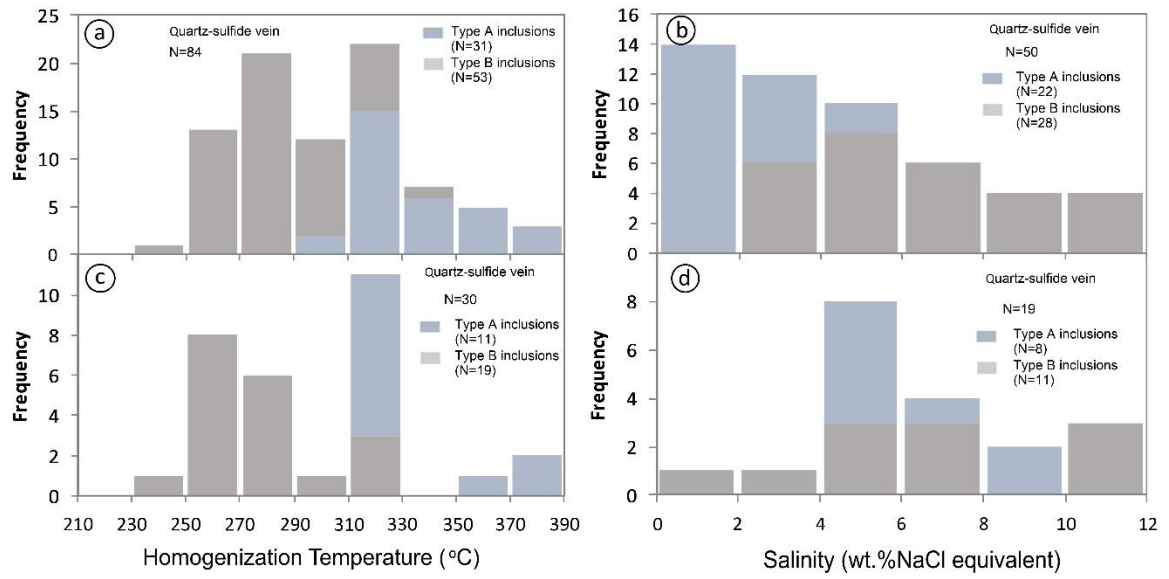 a
Quartz-sulfide vein
N=84
Type A inclusions
(N=31)
Type B inclusions
(N=53)
Frequency
25
20
15
10
5
0
b
Quartz-sulfide vein
N=50
Type A inclusions
(N=22)
Type B inclusions
(N=28)
Frequency
16
14
12
10
8
6
4
2
0
c
Quartz-sulfide vein
N=30
Type A inclusions
(N=11)
Type B inclusions
(N=19)
Frequency
10
8
6
4
2
0
210 230 250 270 290 310 330 350 370 390
Homogenization Temperature (°C)
d
Quartz-sulfide vein
N=19
Type A inclusions
(N=8)
Type B inclusions
(N=11)
Frequency
8
6
4
2
0
0 2 4 6 8 10 12
Salinity (wt.%NaCl equivalent)